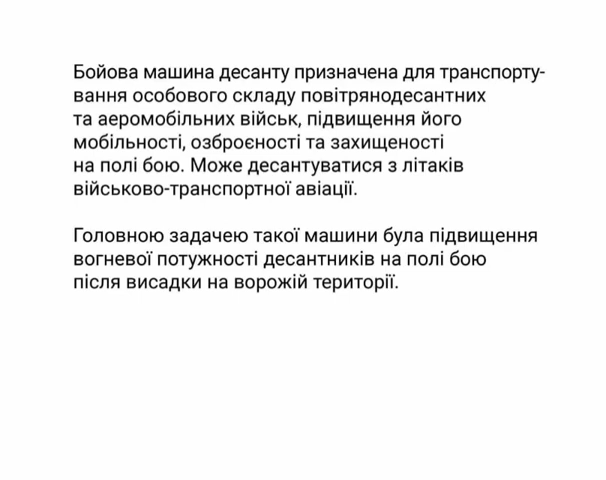 Бойова машина десанту призначена для транспорту-
вання особового складу повітрянодесантних
та аеромобільних військ, підвищення його
мобільності, озброєності та захищеності
на полі бою. Може десантуватися з літаків
військово-транспортної авіації.
Головною задачею такої машини була підвищення
вогневої потужності десантників на полі бою
після висадки на ворожій території.